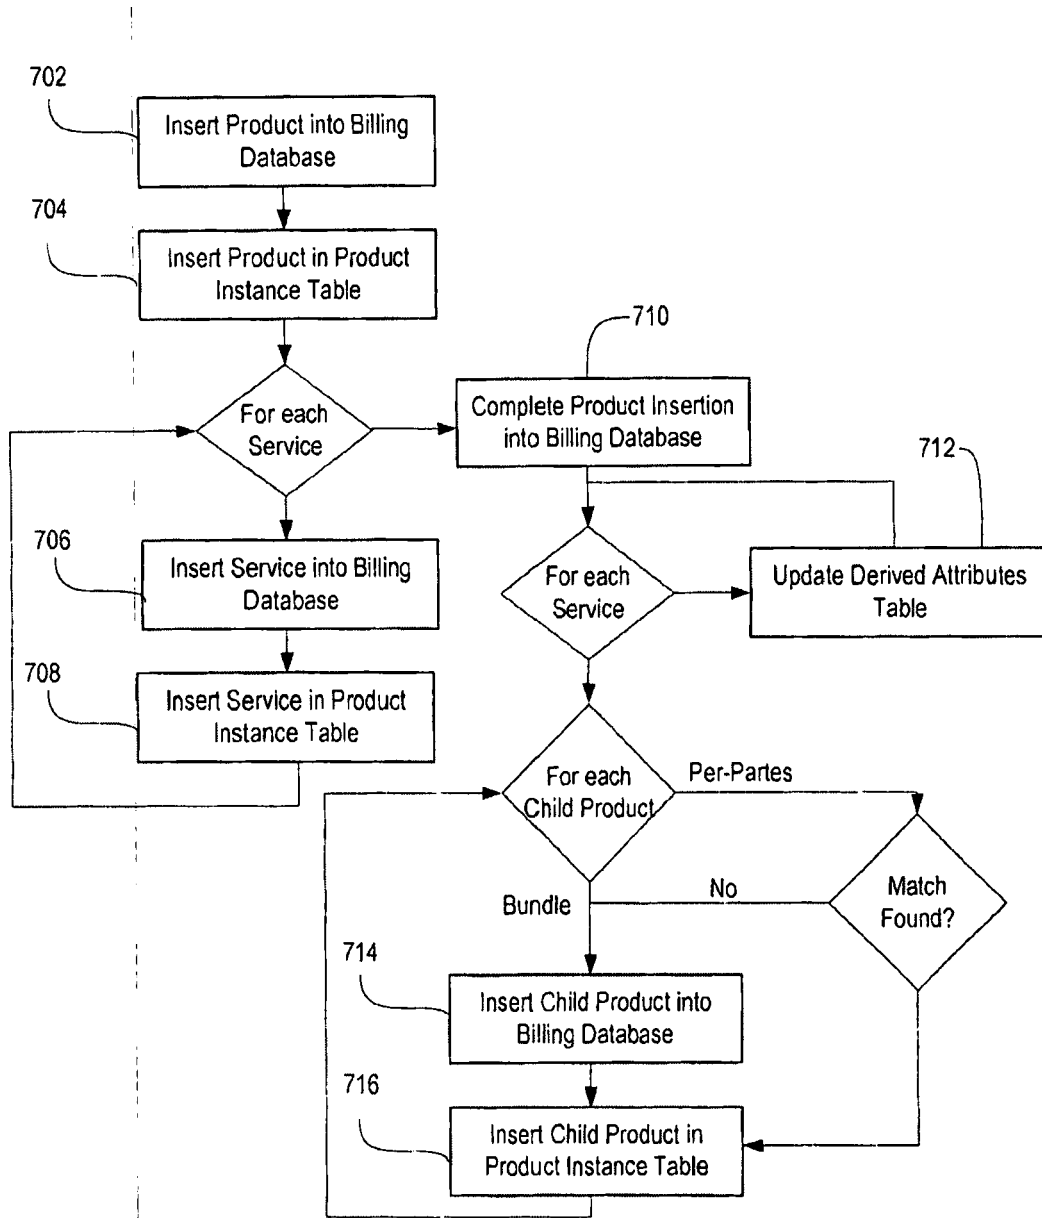 702
Insert Product into Billing
Database
704
Insert Product in Product
Instance Table
For each
Service
710
Complete Product Insertion
into Billing Database
712
Update Derived Attributes
Table
For each
Service
706
Insert Service into Billing
Database
708
Insert Service in Product
Instance Table
For each
Child Product
Per-Partes
Match
Found?
No
Bundle
714
Insert Child Product into
Billing Database
716
Insert Child Product in
Product Instance Table